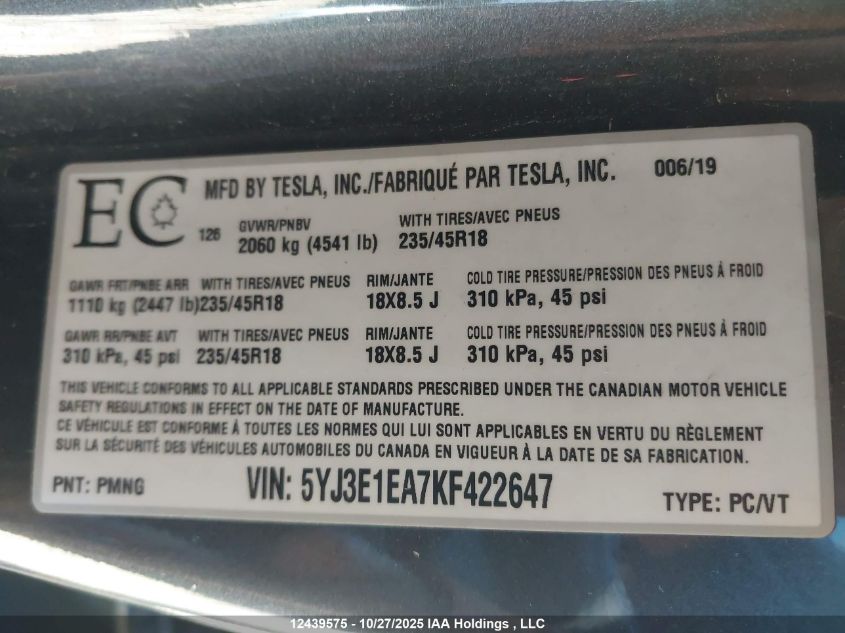 EC MFD BY TESLA, INC./FABRIQUÉ PAR TESLA, INC. 006/19
126 GVWR/PNBV WITH TIRES/AVEC PNEUS
2060 kg (4541 lb) 235/45R18
GAWR FRT/PNBE ARR WITH TIRES/AVEC PNEUS RIM/JANTE COLD TIRE PRESSURE/PRESSION DES PNEUS À FROID
1110 kg (2447 lb)235/45R18 18X8.5 J 310 kPa, 45 psi
GAWR RR/PNBE AVT WITH TIRES/AVEC PNEUS RIM/JANTE COLD TIRE PRESSURE/PRESSION DES PNEUS À FROID
310 kPa, 45 psi 235/45R18 18X8.5 J 310 kPa, 45 psi
THIS VEHICLE CONFORMS TO ALL APPLICABLE STANDARDS PRESCRIBED UNDER THE CANADIAN MOTOR VEHICLE
SAFETY REGULATIONS IN EFFECT ON THE DATE OF MANUFACTURE.
CE VÉHICULE EST CONFORME À TOUTES LES NORMES QUI LUI SONT APPLICABLES EN VERTU DU RÈGLEMENT
SUR LA SÉCURITÉ DES VÉHICULES AUTOMOBILES DU CANADA EN VIGUEUR À LA DATE DE SA FABRICATION.
PNT: PMNG VIN: 5YJ3E1EA7KF422647 TYPE: PC/VT
12439575 - 10/27/2025 IAA Holdings , LLC